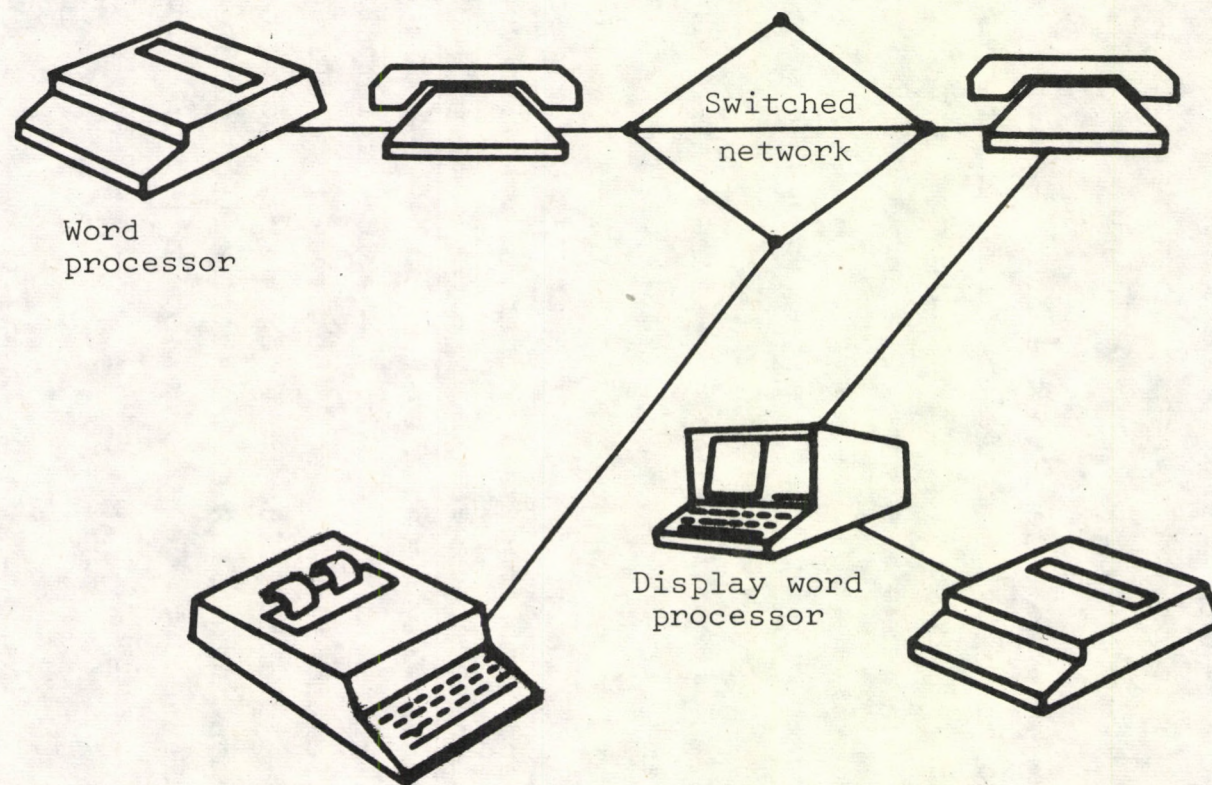 Switched
network
Word
processor
Display word
processor